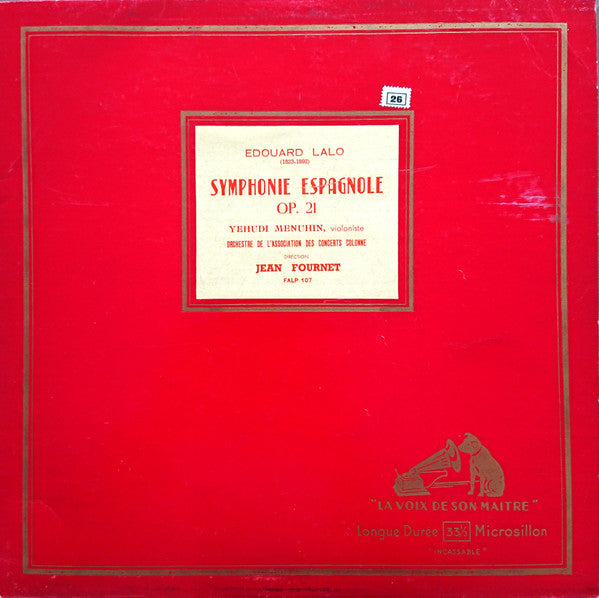 26
EDOUARD LALO
(1823-1892)
SYMPHONIE ESPAGNOLE
OP. 21
YEHUDI MENUHIN, violoniste
ORCHESTRE DE L'ASSOCIATION DES CONCERTS COLONNE
DIRECTION
JEAN FOURNET
FALP 107
"LA VOIX DE SON MAITRE"
Longue Durée 33⅓ Microsillon
"INCASSABLE"